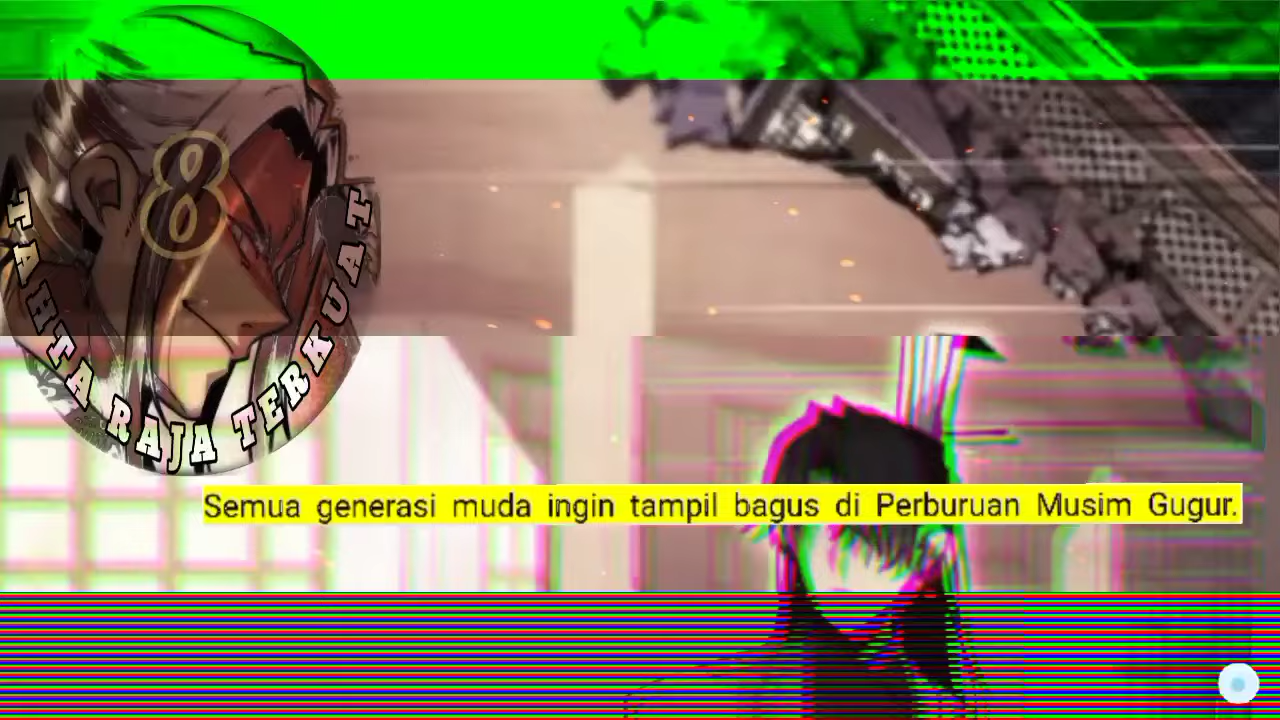 8
TAHTA RAJA TERKUAT
Semua generasi muda ingin tampil bagus di Perburuan Musim Gugur.